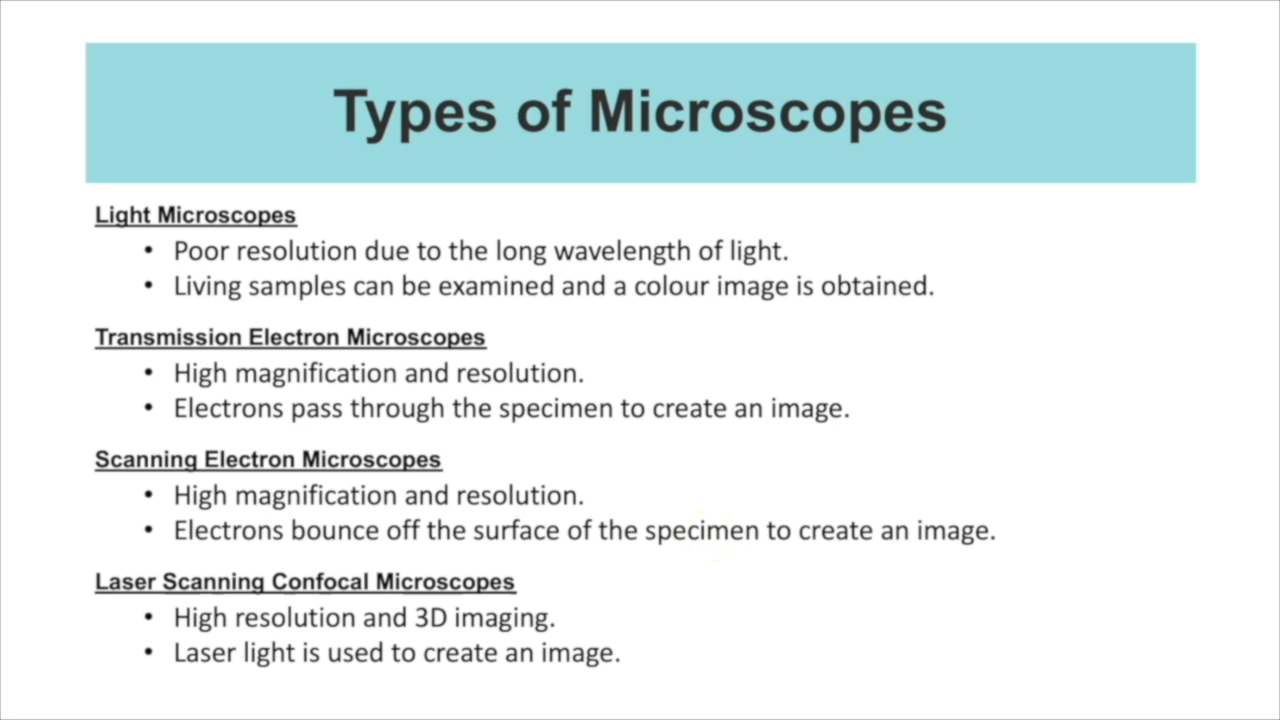 Types of Microscopes
Light Microscopes
• Poor resolution due to the long wavelength of light.
• Living samples can be examined and a colour image is obtained.
Transmission Electron Microscopes
• High magnification and resolution.
• Electrons pass through the specimen to create an image.
Scanning Electron Microscopes
• High magnification and resolution.
• Electrons bounce off the surface of the specimen to create an image.
Laser Scanning Confocal Microscopes
• High resolution and 3D imaging.
• Laser light is used to create an image.